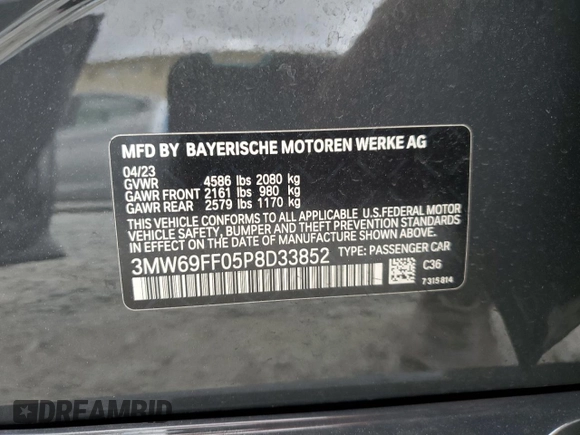 MFD BY BAYERISCHE MOTOREN WERKE AG
04/23
GVWR 4586 lbs 2080 kg
GAWR FRONT 2161 lbs 980 kg
GAWR REAR 2579 lbs 1170 kg
THIS VEHICLE CONFORMS TO ALL APPLICABLE U.S.FEDERAL MOTOR
VEHICLE SAFETY, BUMPER AND THEFT PREVENTION STANDARDS
IN EFFECT ON THE DATE OF MANUFACTURE SHOWN ABOVE.
3MW69FF05P8D33852 TYPE: PASSENGER CAR
C36
7315814
DREAMBID